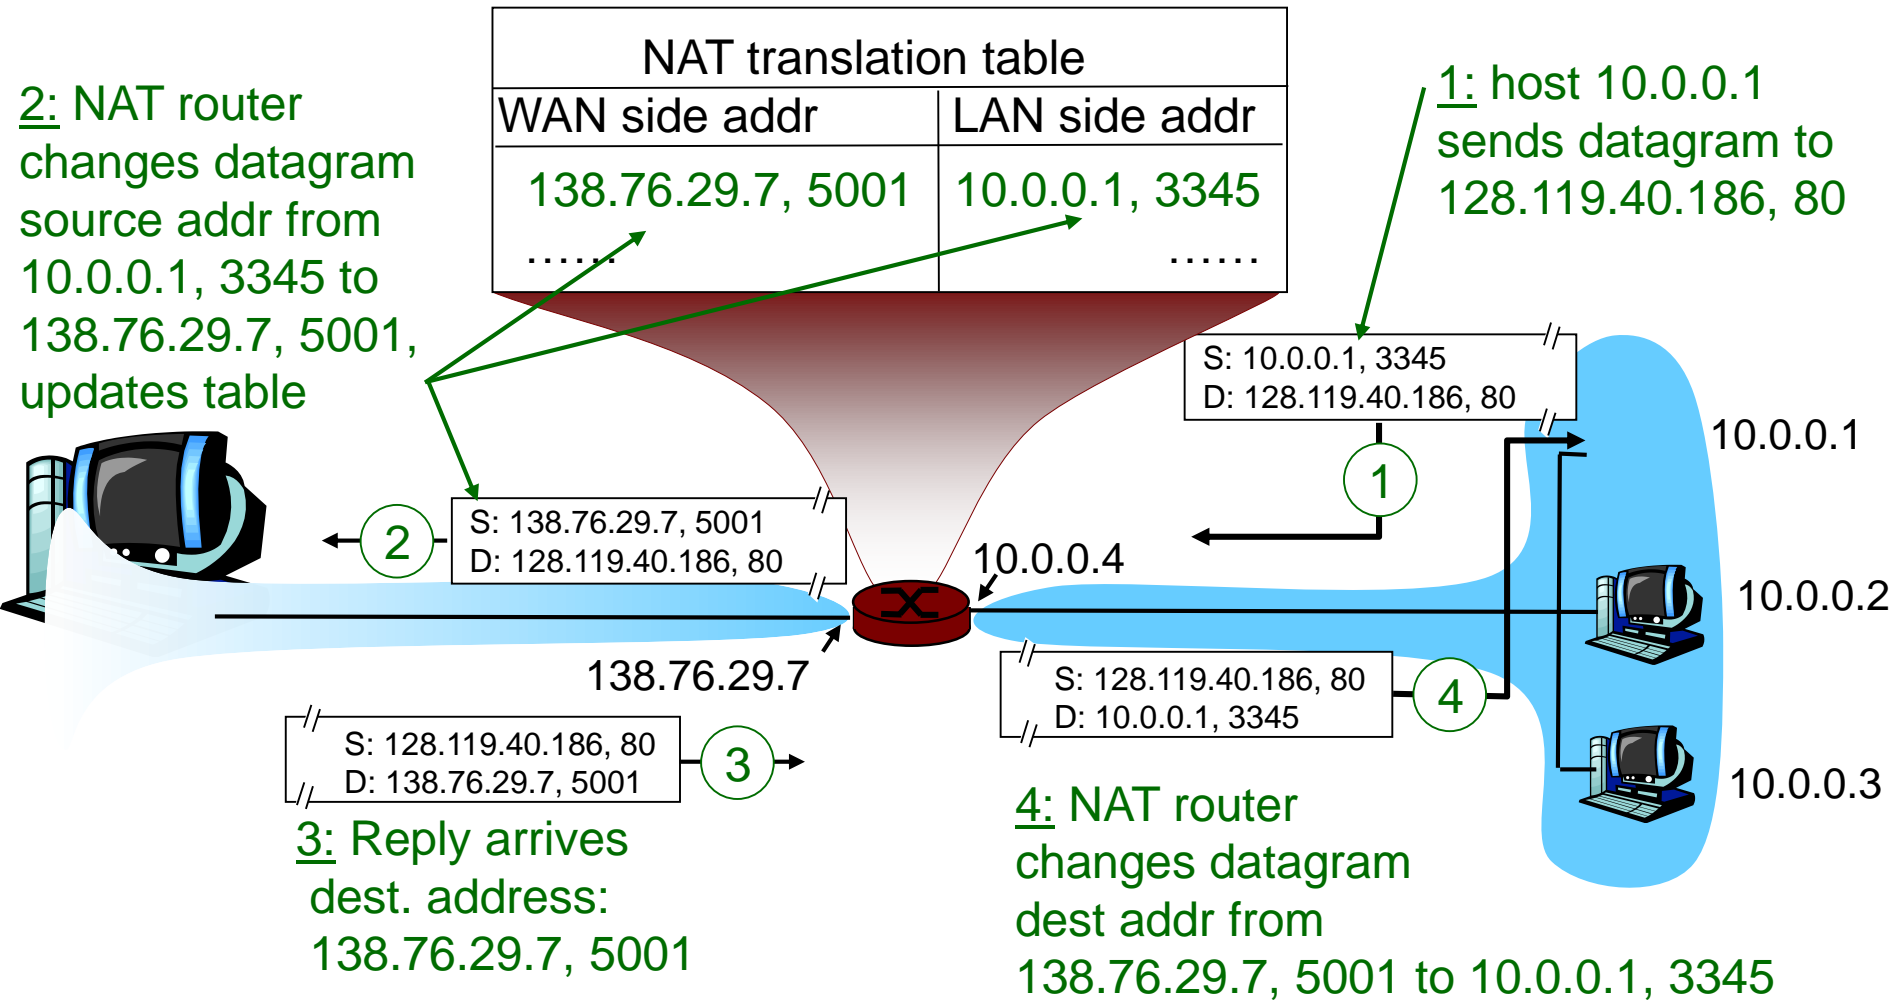 NAT translation table
WAN side addr
LAN side addr
138.76.29.7, 5001
10.0.0.1, 3345
......
......
2: NAT router
changes datagram
source addr from
10.0.0.1, 3345 to
138.76.29.7, 5001,
updates table
1: host 10.0.0.1
sends datagram to
128.119.40.186, 80
S: 10.0.0.1, 3345
D: 128.119.40.186, 80
1
10.0.0.1
S: 138.76.29.7, 5001
D: 128.119.40.186, 80
2
10.0.0.4
10.0.0.2
138.76.29.7
S: 128.119.40.186, 80
D: 10.0.0.1, 3345
4
S: 128.119.40.186, 80
D: 138.76.29.7, 5001
3
10.0.0.3
3: Reply arrives
dest. address:
138.76.29.7, 5001
4: NAT router
changes datagram
dest addr from
138.76.29.7, 5001 to 10.0.0.1, 3345